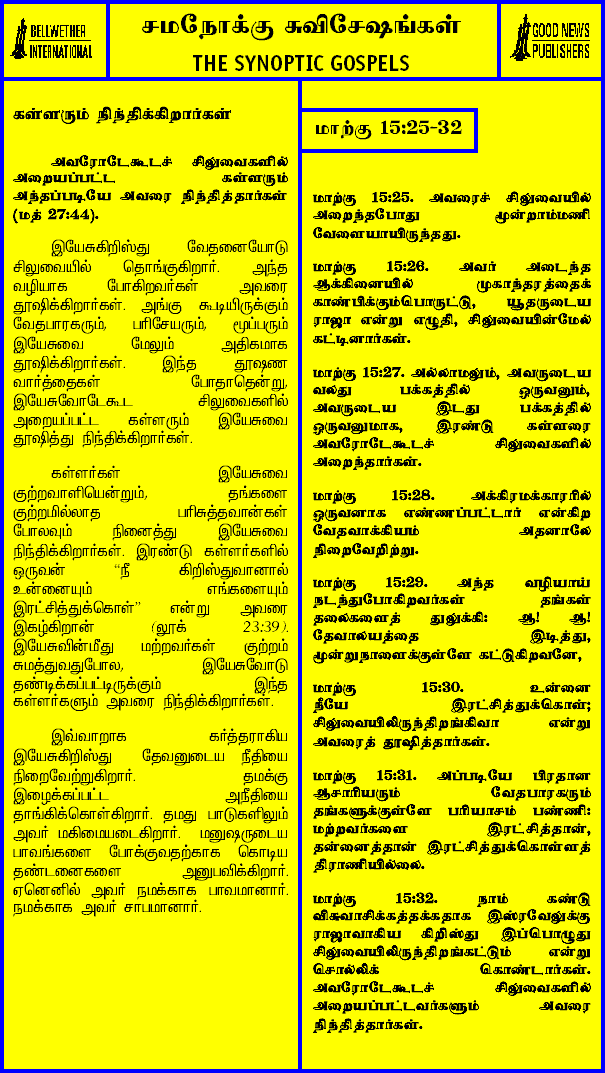 BELLWETHER
INTERNATIONAL
சமநோக்கு சுவிசேஷங்கள்
THE SYNOPTIC GOSPELS
GOOD NEWS
PUBLISHERS
கள்ளரும் நிந்திக்கிறார்கள்
அவரோடேகூடச் சிலுவைகளில்
அறையப்பட்ட கள்ளரும்
அந்தப்படியே அவரை நிந்தித்தார்கள்
(மத் 27:44).
இயேசுகிறிஸ்து வேதனையோடு
சிலுவையில் தொங்குகிறார். அந்த
வழியாக போகிறவர்கள் அவரை
தூஷிக்கிறார்கள். அங்கு கூடியிருக்கும்
வேதபாரகரும், பரிசேயரும், மூப்பரும்
இயேசுவை மேலும் அதிகமாக
தூஷிக்கிறார்கள். இந்த தூஷண
வார்த்தைகள் போதாதென்று,
இயேசுவோடேகூட சிலுவைகளில்
அறையப்பட்ட கள்ளரும் இயேசுவை
தூஷித்து நிந்திக்கிறார்கள்.
கள்ளர்கள் இயேசுவை
குற்றவாளியென்றும், தங்களை
குற்றமில்லாத பரிசுத்தவான்கள்
போலவும் நினைத்து இயேசுவை
நிந்திக்கிறார்கள். இரண்டு கள்ளர்களில்
ஒருவன் “நீ கிறிஸ்துவானால்
உன்னையும் எங்களையும்
இரட்சித்துக்கொள்” என்று அவரை
இகழ்கிறான் (லூக் 23:39).
இயேசுவின்மீது மற்றவர்கள் குற்றம்
சுமத்துவதுபோல, இயேசுவோடு
தண்டிக்கப்பட்டிருக்கும் இந்த
கள்ளர்களும் அவரை நிந்திக்கிறார்கள்.
இவ்வாறாக கர்த்தராகிய
இயேசுகிறிஸ்து தேவனுடைய நீதியை
நிறைவேற்றுகிறார். தமக்கு
இழைக்கப்பட்ட அநீதியை
தாங்கிக்கொள்கிறார். தமது பாடுகளிலும்
அவர் மகிமையடைகிறார். மனுஷருடைய
பாவங்களை போக்குவதற்காக கொடிய
தண்டனைகளை அனுபவிக்கிறார்.
ஏனெனில் அவர் நமக்காக பாவமானார்.
நமக்காக அவர் சாபமானார்.
மாற்கு 15:25-32
மாற்கு 15:25. அவரைச் சிலுவையில்
அறைந்தபோது மூன்றாம்மணி
வேளையாயிருந்தது.
மாற்கு 15:26. அவர் அடைந்த
ஆக்கினையில் முகாந்தரத்தைக்
காண்பிக்கும்பொருட்டு, யூதருடைய
ராஜா என்று எழுதி, சிலுவையின்மேல்
கட்டினார்கள்.
மாற்கு 15:27. அல்லாமலும், அவருடைய
வலது பக்கத்தில் ஒருவனும்,
அவருடைய இடது பக்கத்தில்
ஒருவனுமாக, இரண்டு கள்ளரை
அவரோடேகூடச் சிலுவைகளில்
அறைந்தார்கள்.
மாற்கு 15:28. அக்கிரமக்காரரில்
ஒருவனாக எண்ணப்பட்டார் என்கிற
வேதவாக்கியம் அதனாலே
நிறைவேறிற்று.
மாற்கு 15:29. அந்த வழியாய்
நடந்துபோகிறவர்கள் தங்கள்
தலைகளைத் துலுக்கி: ஆ! ஆ!
தேவாலயத்தை இடித்து,
மூன்றுநாளைக்குள்ளே கட்டுகிறவனே,
மாற்கு 15:30. உன்னை
நீயே இரட்சித்துக்கொள்;
சிலுவையிலிருந்திறங்கிவா என்று
அவரைத் தூஷித்தார்கள்.
மாற்கு 15:31. அப்படியே பிரதான
ஆசாரியரும் வேதபாரகரும்
தங்களுக்குள்ளே பரியாசம் பண்ணி:
மற்றவர்களை இரட்சித்தான்,
தன்னைத்தான் இரட்சித்துக்கொள்ளத்
திராணியில்லை.
மாற்கு 15:32. நாம் கண்டு
விசுவாசிக்கத்தக்கதாக இஸ்ரவேலுக்கு
ராஜாவாகிய கிறிஸ்து இப்பொழுது
சிலுவையிலிருந்திறங்கட்டும் என்று
சொல்லிக் கொண்டார்கள்.
அவரோடேகூடச் சிலுவைகளில்
அறையப்பட்டவர்களும் அவரை
நிந்தித்தார்கள்.